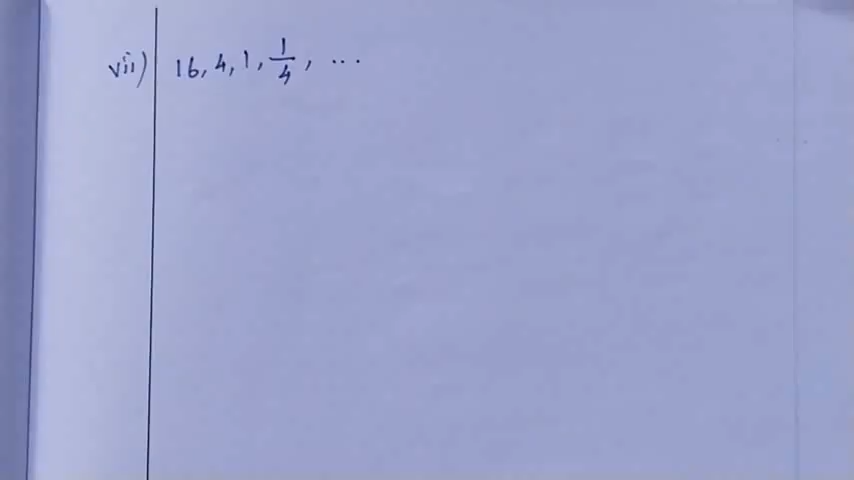 vii) 16, 4, 1, 1/4, ...